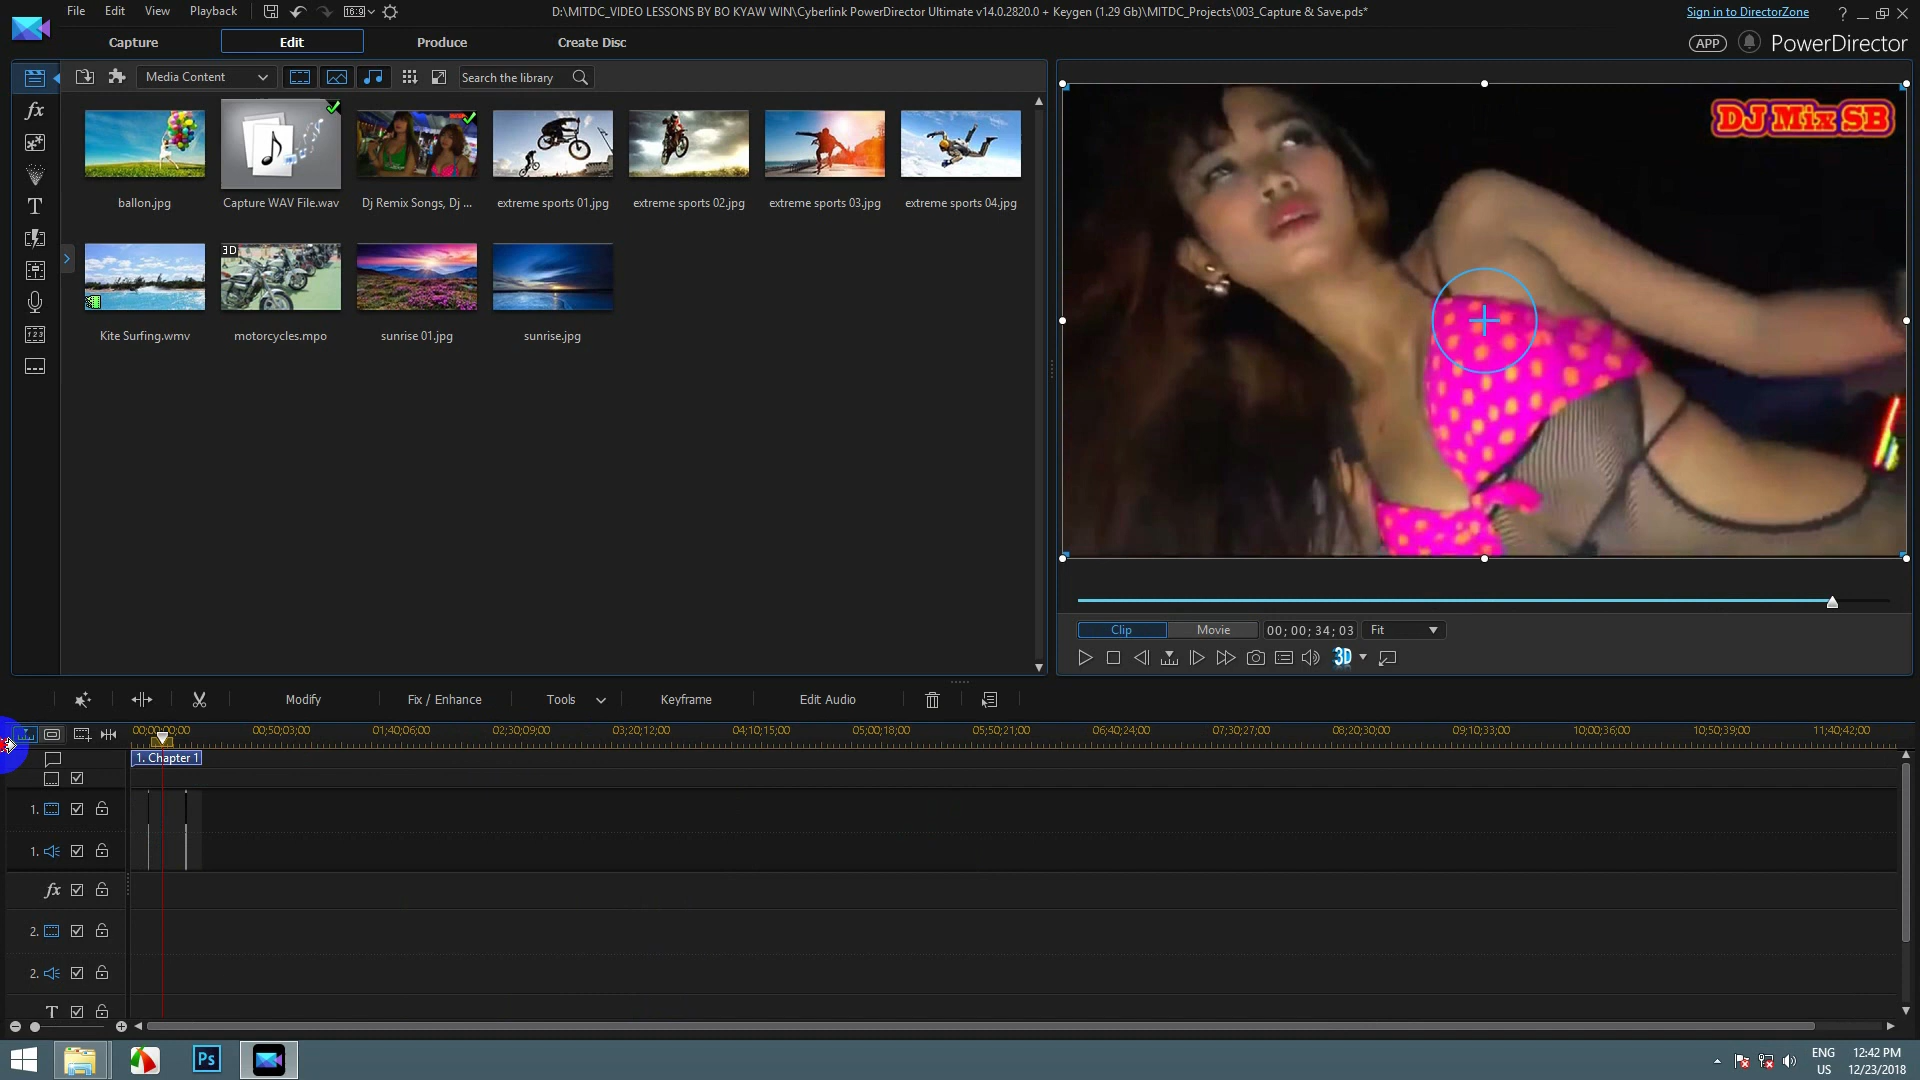 File Edit View Playback
16:9
D:\MITDC_VIDEO LESSONS BY BO KYAW WIN\Cyberlink PowerDirector Ultimate v14.0.2820.0 + Keygen (1.29 Gb)\MITDC_Projects\003_Capture & Save.pds*
Sign in to DirectorZone
?
Capture Edit Produce Create Disc
APP PowerDirector
Media Content
Search the library
fx
T
ballon.jpg
Capture WAV File.wav
Dj Remix Songs, Dj ...
extreme sports 01.jpg
extreme sports 02.jpg
extreme sports 03.jpg
extreme sports 04.jpg
3D
Kite Surfing.wmv
motorcycles.mpo
sunrise 01.jpg
sunrise.jpg
DJ Mix SB
Clip Movie 00; 00; 34; 03 Fit
3D
Modify Fix / Enhance Tools Keyframe Edit Audio
00;00;00;00 00;50;03;00 01;40;06;00 02;30;09;00 03;20;12;00 04;10;15;00 05;00;18;00 05;50;21;00 06;40;24;00 07;30;27;00 08;20;30;00 09;10;33;00 10;00;36;00 10;50;39;00 11;40;42;00
1. Chapter 1
1.
1.
fx
2.
2.
T
Ps
ENG 12:42 PM
US 12/23/2018